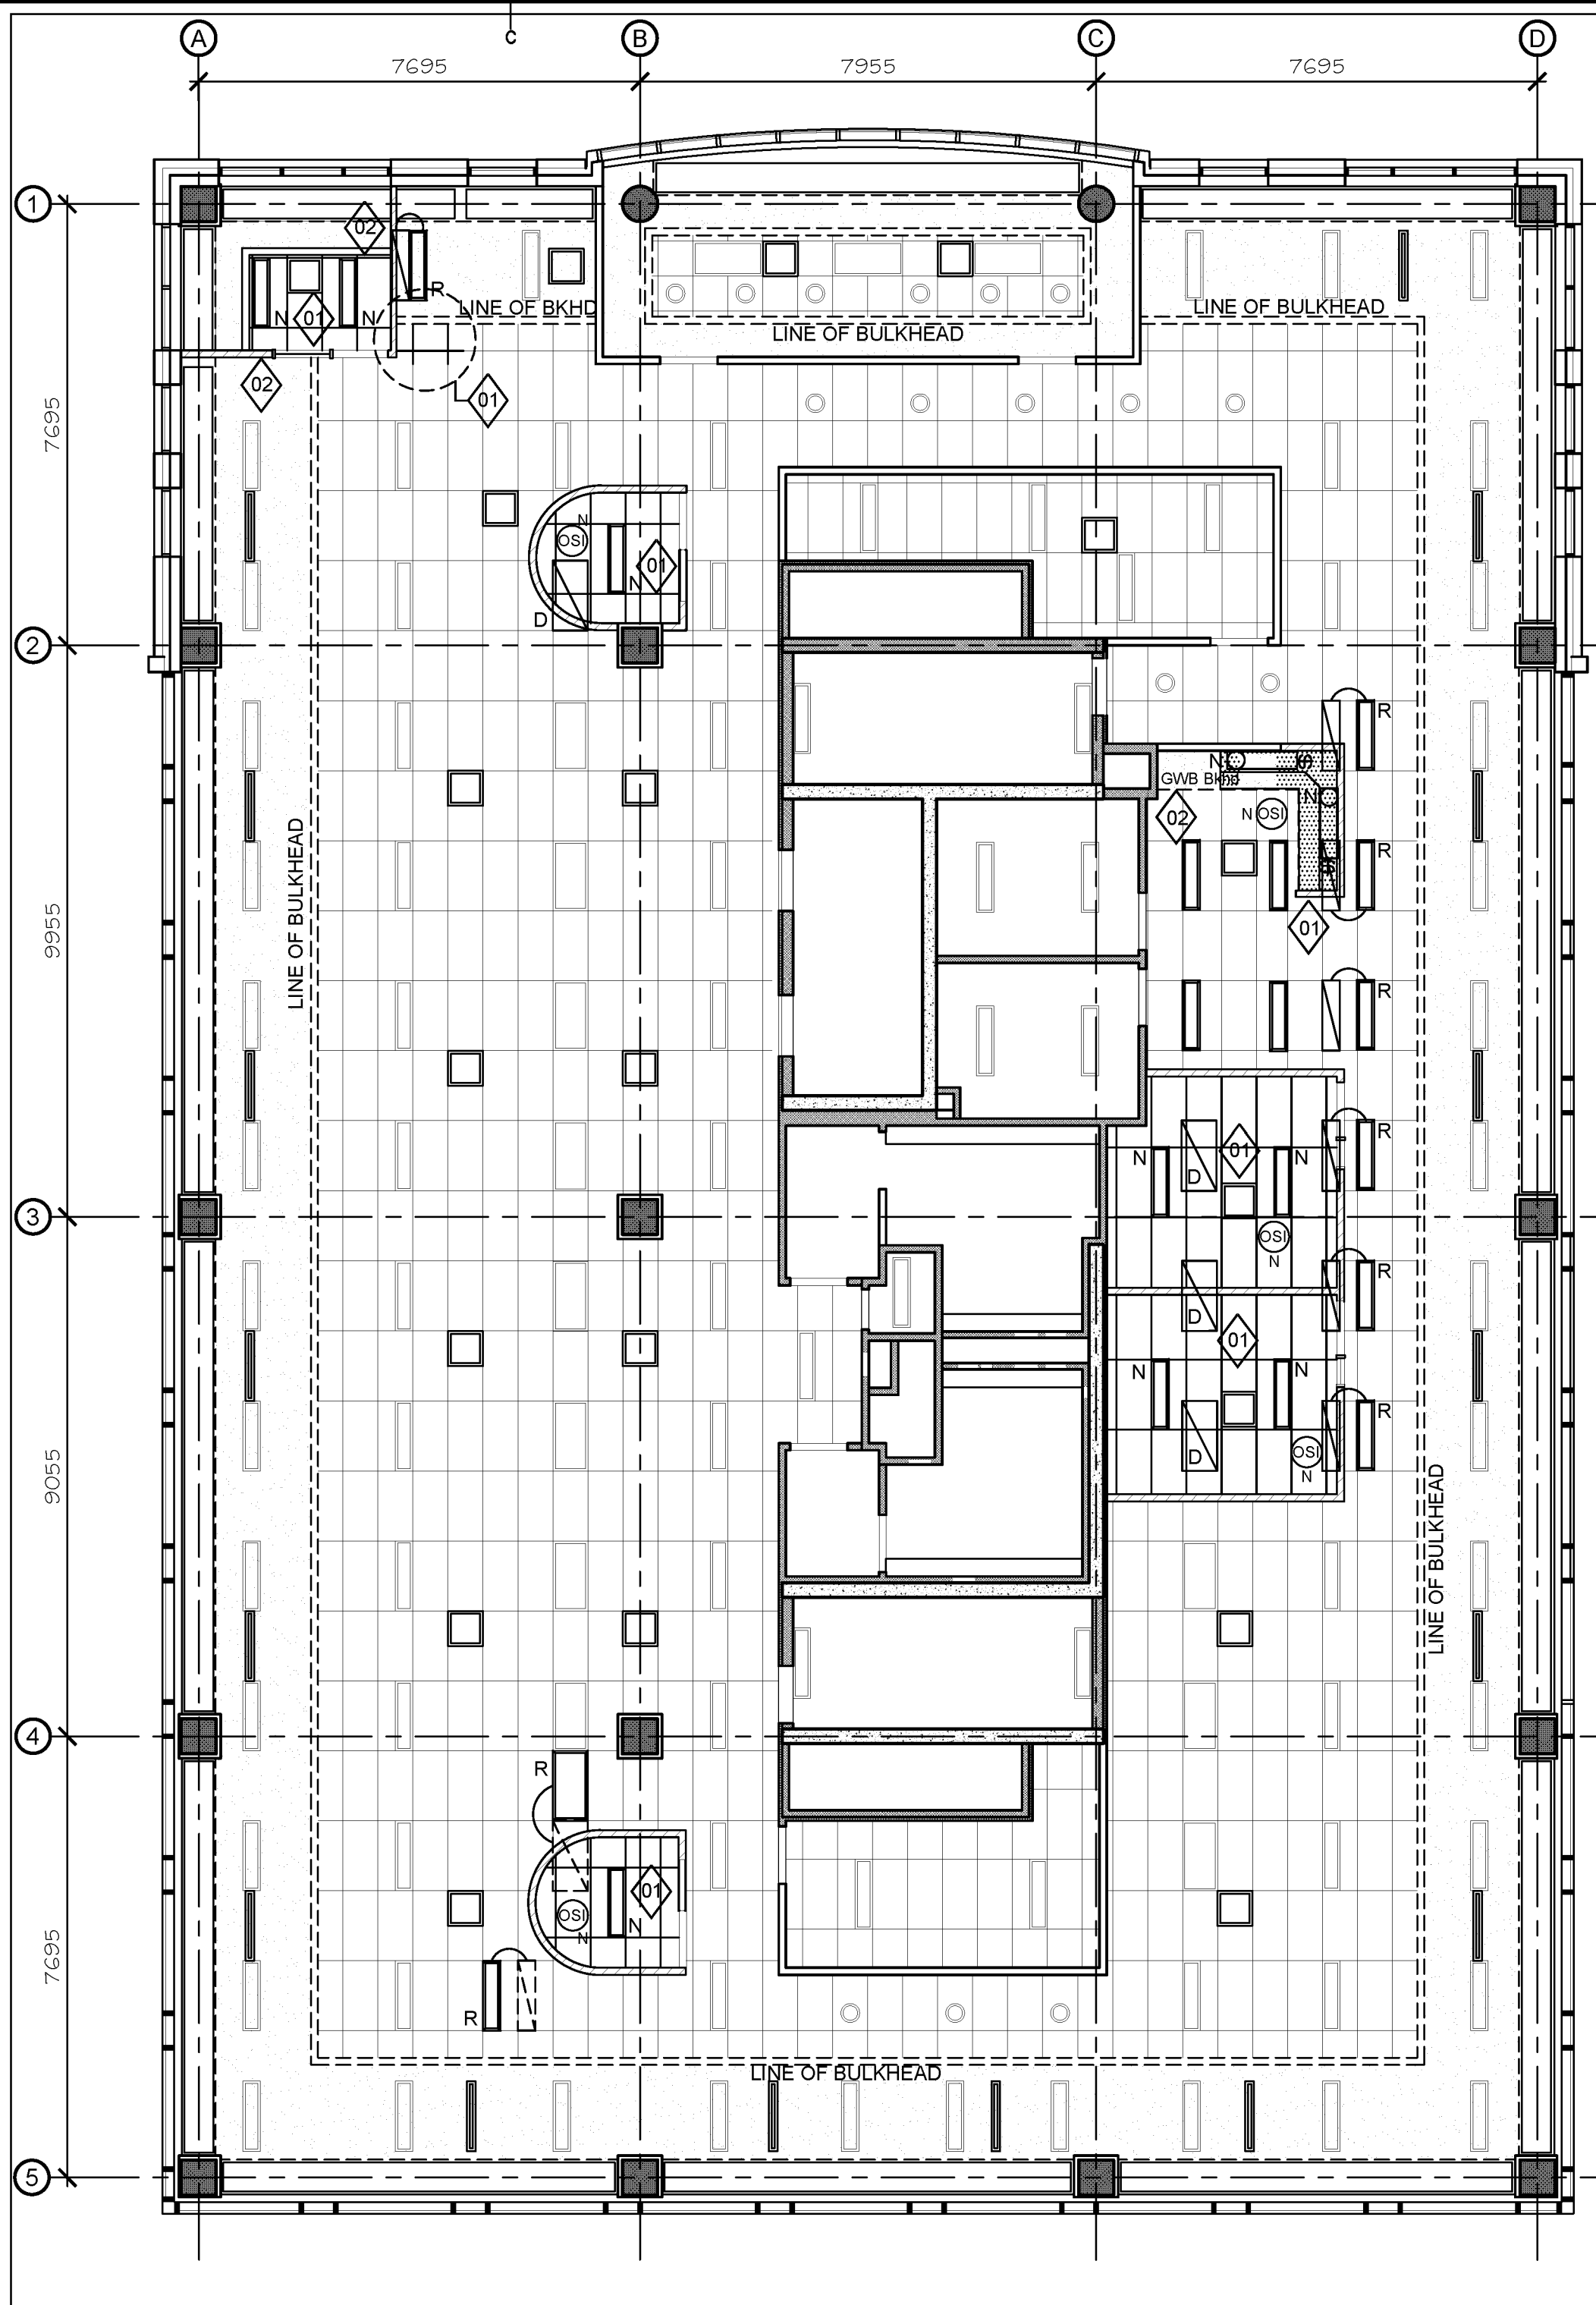 A C B C D
7695 7955 7695
1
02
R
LINE OF BKHD
LINE OF BULKHEAD
LINE OF BULKHEAD
N 01 N
02
01
7695
N
OSI
01
N
D
2
R
N
GWB BKHD
N
N OSI
02
R
LINE OF BULKHEAD
9955
01
R
R
01
N N
D
3
OSI
N
R
D
01
N N
R
D
OSI
N
9055
LINE OF BULKHEAD
4
R
01
OSI
N
N
7695
R
LINE OF BULKHEAD
5